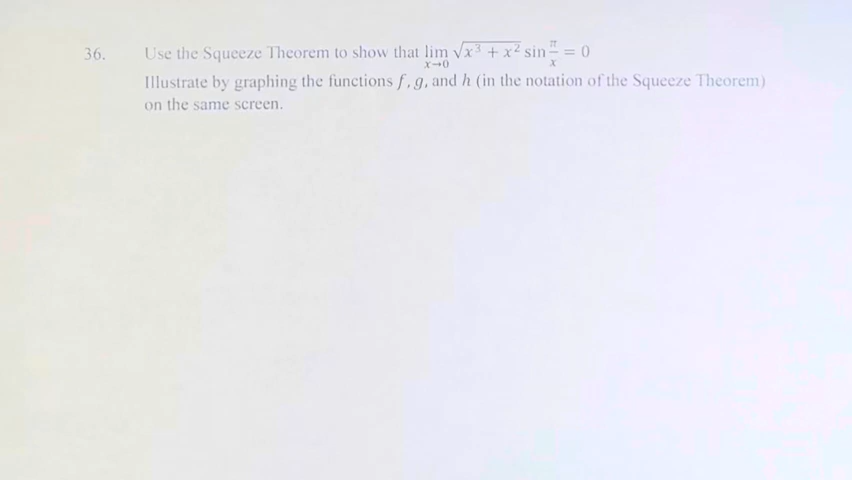 36. Use the Squeeze Theorem to show that lim x→0 √(x³ + x²) sin π/x = 0
Illustrate by graphing the functions f, g, and h (in the notation of the Squeeze Theorem)
on the same screen.